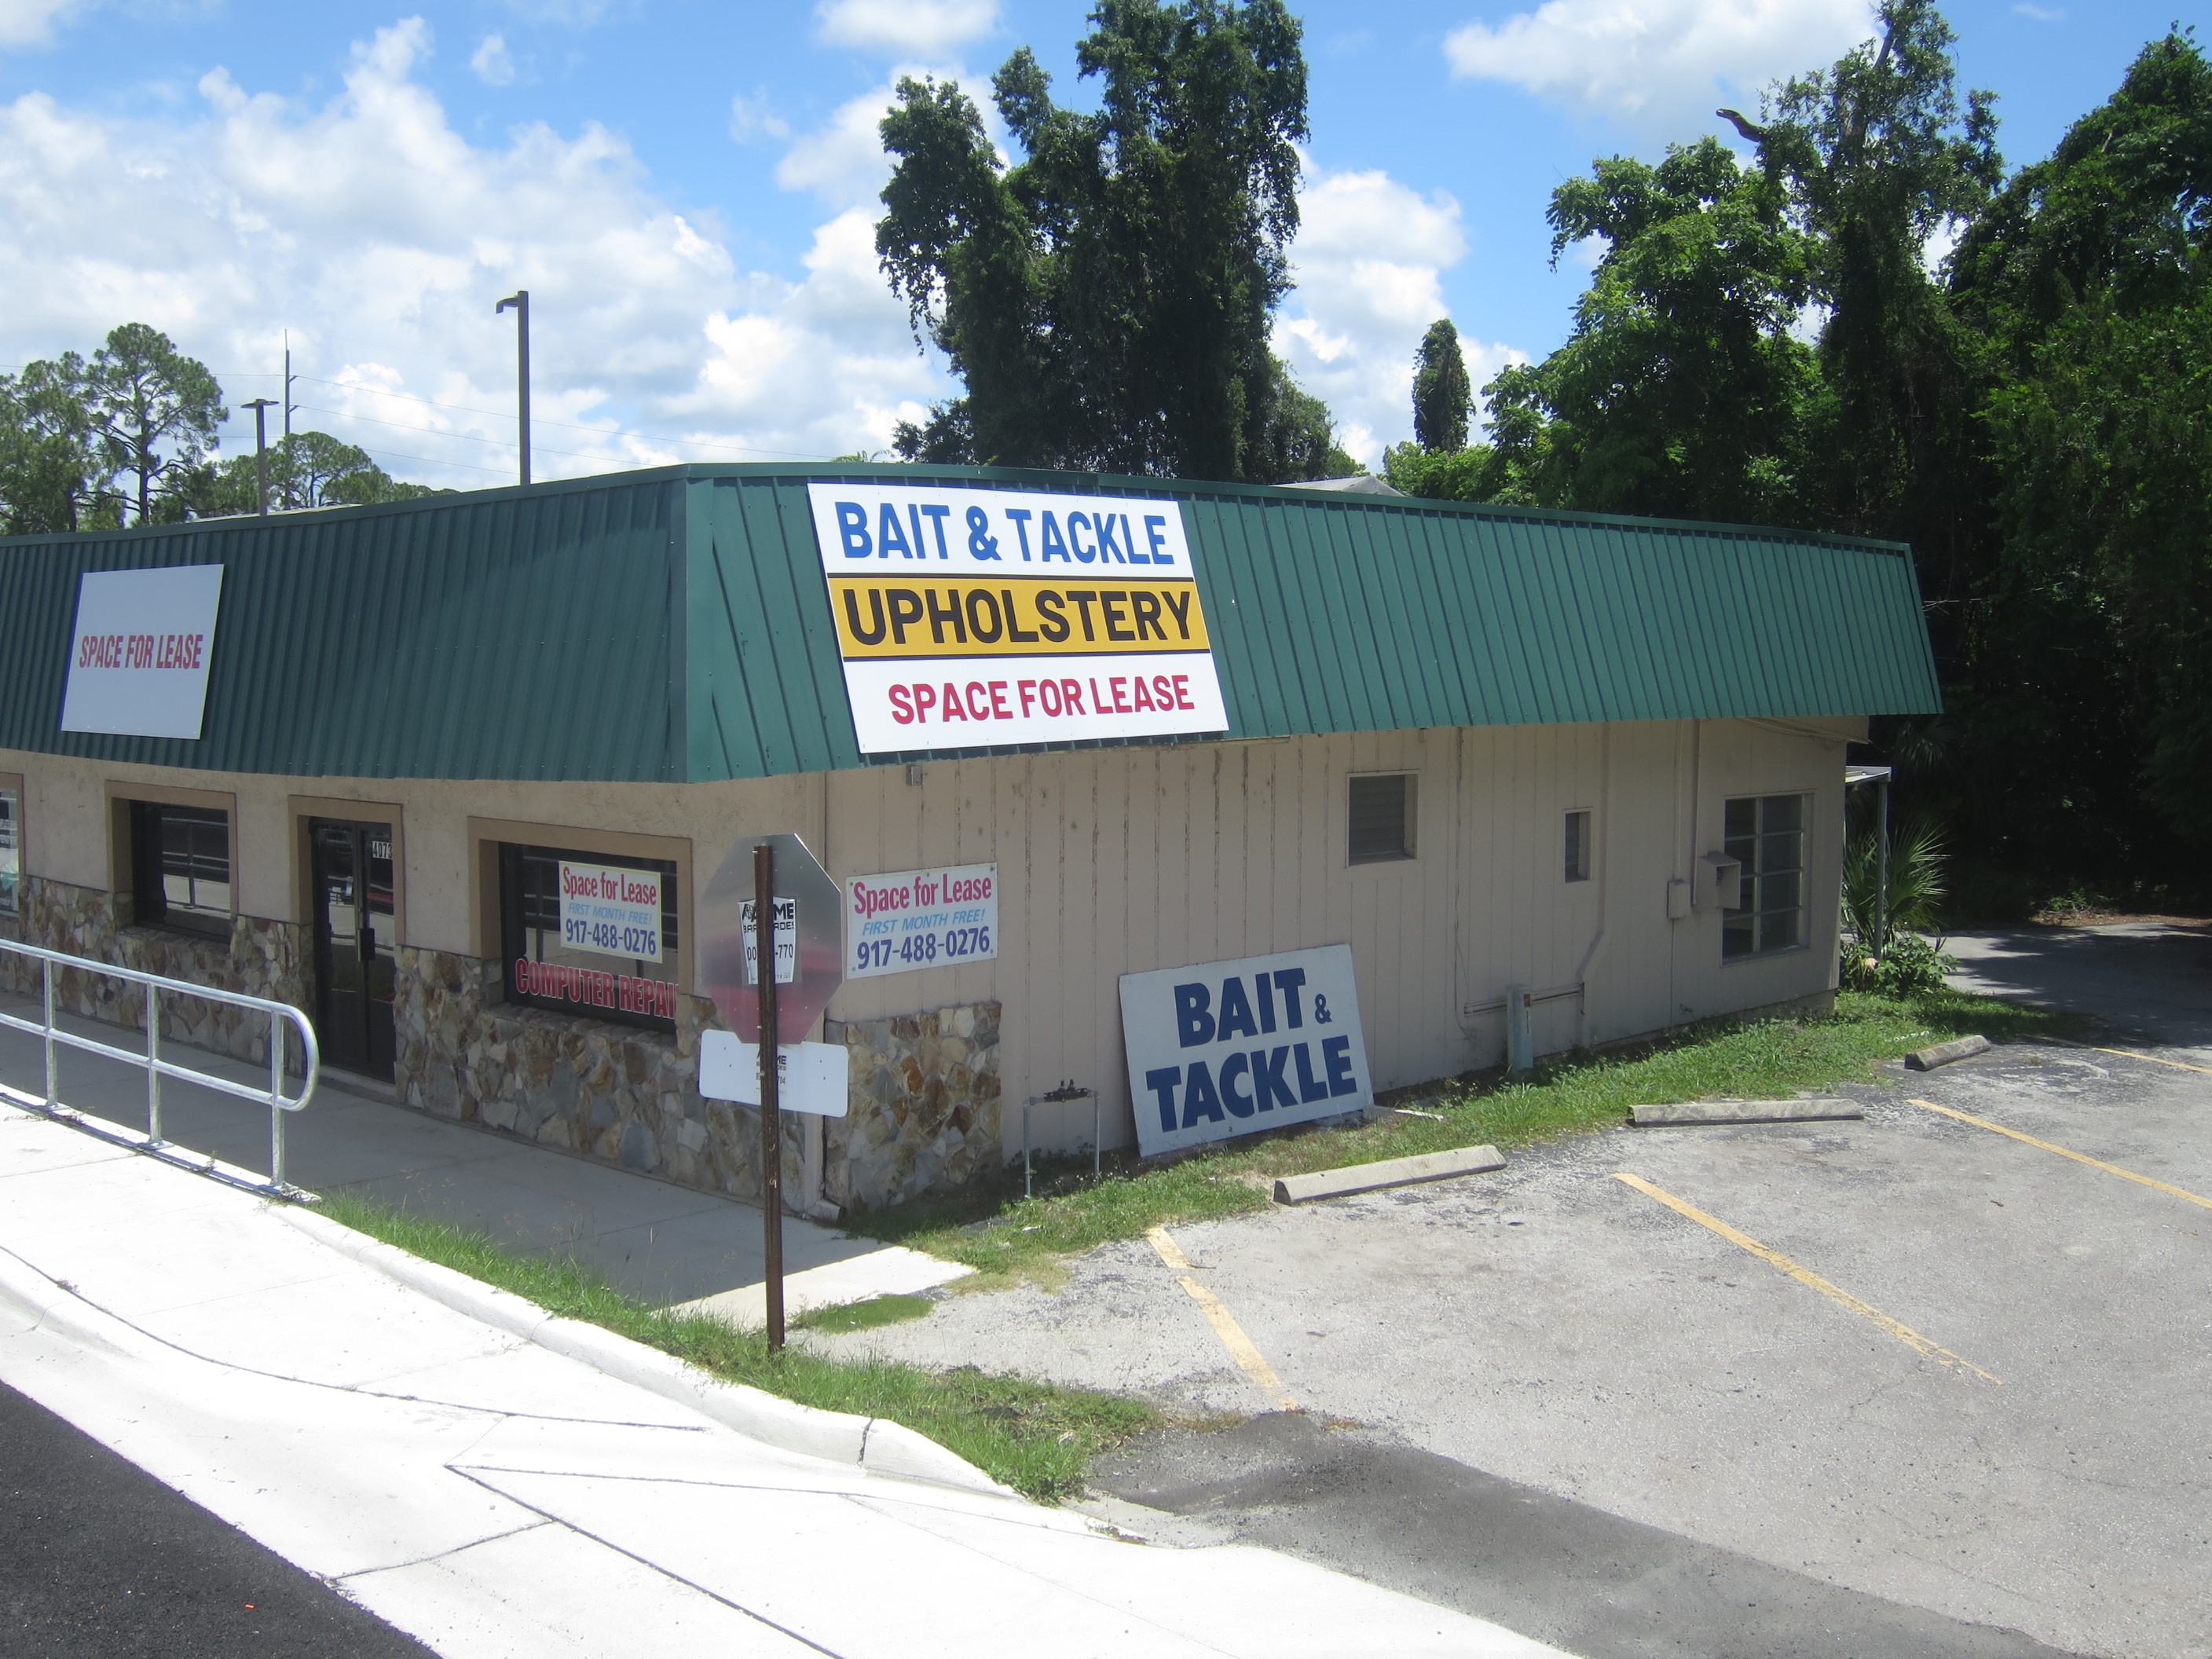 BAIT & TACKLE
UPHOLSTERY
SPACE FOR LEASE
SPACE FOR LEASE
4073
Space for Lease
FIRST MONTH FREE!
917-488-0276
COMPUTER REPAI
Space for Lease
FIRST MONTH FREE!
917-488-0276
BAIT &
TACKLE